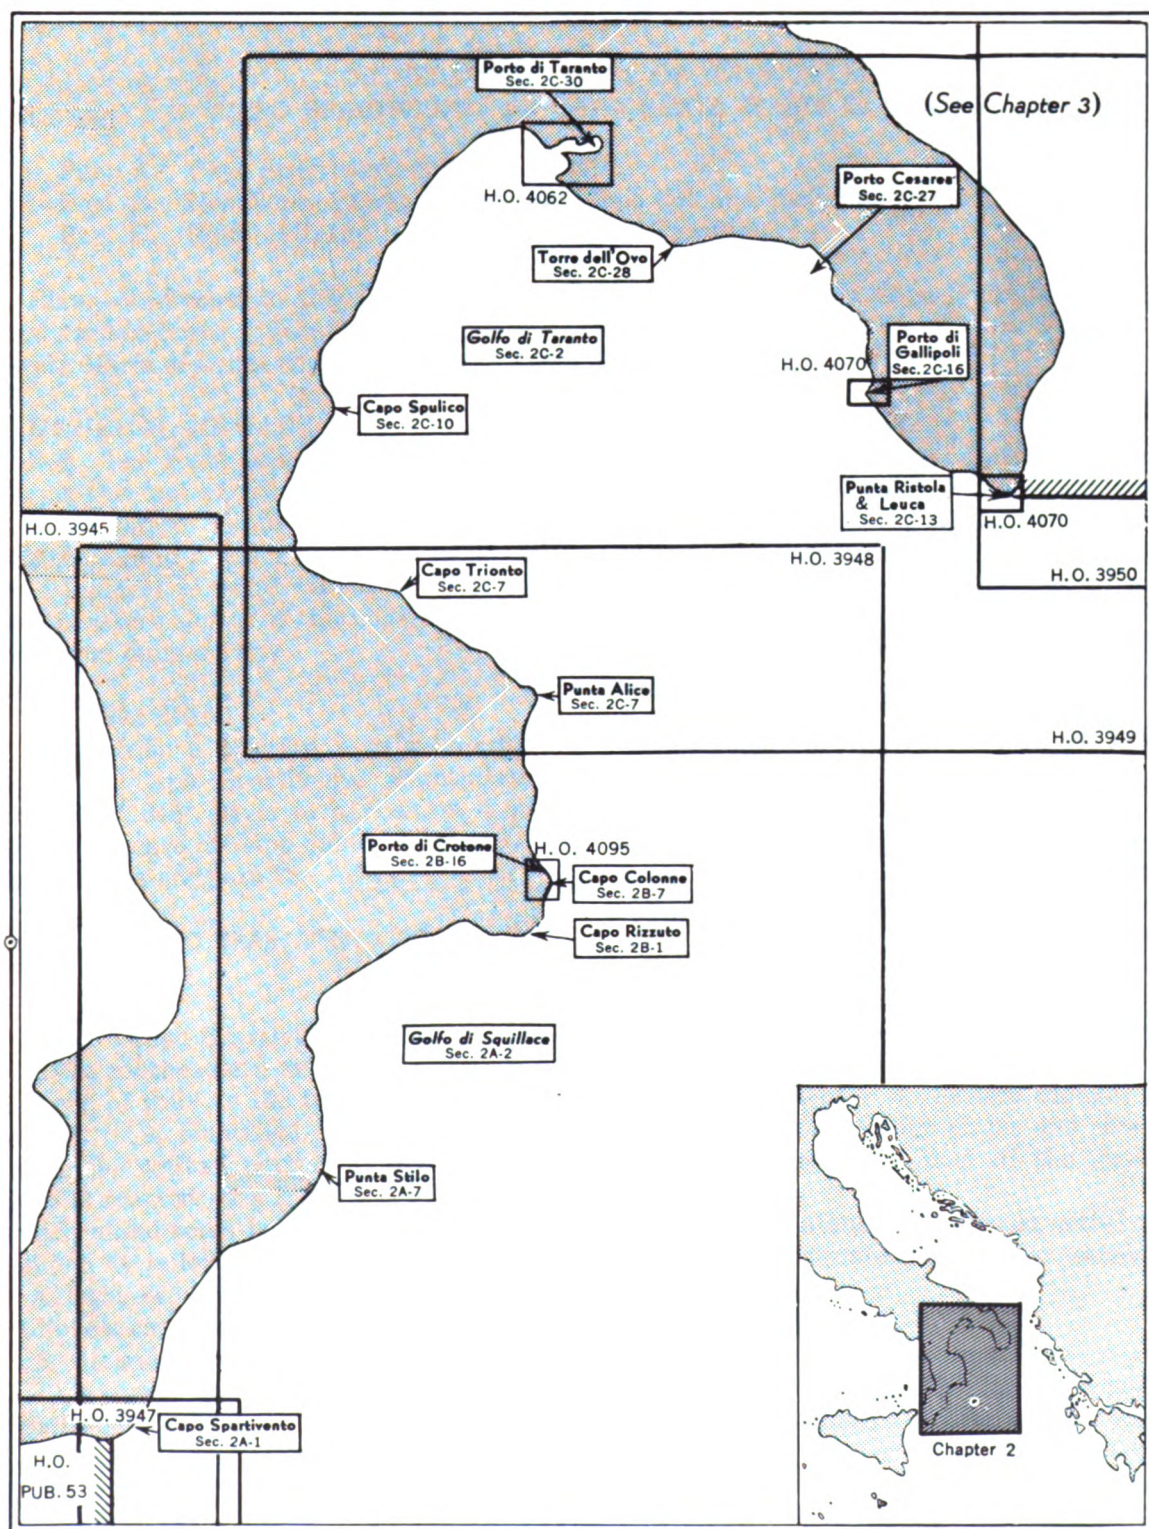 Porto di Taranto
Sec. 2C-30
(See Chapter 3)
Porto Cesarea
Sec. 2C-27
H.O. 4062
Torre dell'Ovo
Sec. 2C-28
Golfo di Taranto
Sec. 2C-2
Porto di
Gallipoli
Sec. 2C-16
H.O. 4070
Capo Spulico
Sec. 2C-10
Punta Ristola
& Leuca
Sec. 2C-13
H.O. 4070
H.O. 3945
H.O. 3948
H.O. 3950
Capo Trionto
Sec. 2C-7
Punta Alice
Sec. 2C-7
H.O. 3949
Porto di Crotone
Sec. 2B-16
H.O. 4095
Capo Colonne
Sec. 2B-7
Capo Rizzuto
Sec. 2B-1
Golfo di Squillace
Sec. 2A-2
Punta Stilo
Sec. 2A-7
H.O. 3947
Capo Spartivento
Sec. 2A-1
H.O.
PUB. 53
Chapter 2